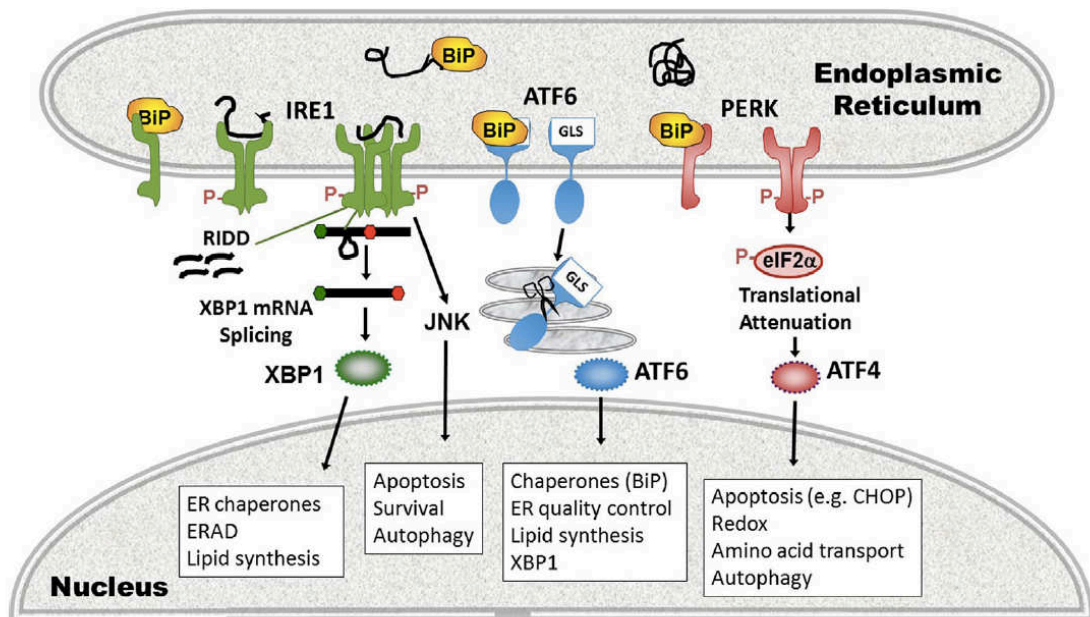 BiP
Endoplasmic
Reticulum
BiP
IRE1
ATF6
BiP
GLS
PERK
BiP
P-
P-
-P
P-
-P
RIDD
P-
eIF2α
GLS
Translational
Attenuation
XBP1 mRNA
Splicing
JNK
XBP1
ATF6
ATF4
ER chaperones
ERAD
Lipid synthesis
Apoptosis
Survival
Autophagy
Chaperones (BiP)
ER quality control
Lipid synthesis
XBP1
Apoptosis (e.g. CHOP)
Redox
Amino acid transport
Autophagy
Nucleus